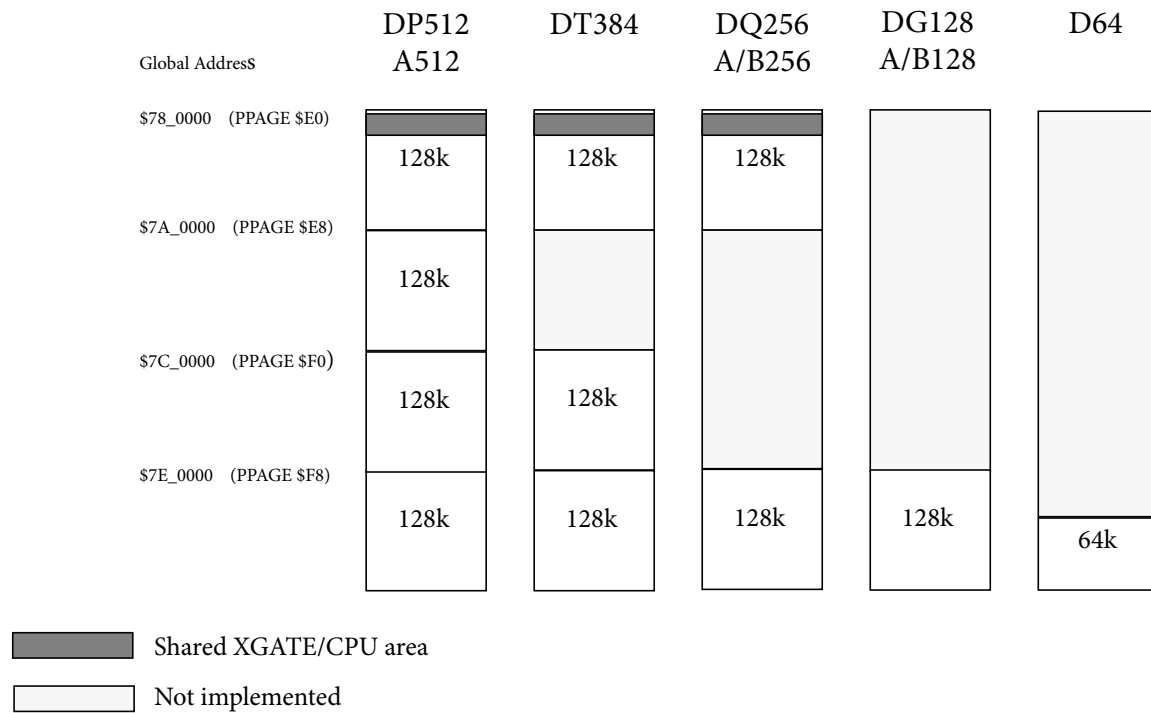 DP512 DT384 DQ256 DG128 D64
Global Address A512 A/B256 A/B128
$78_0000 (PPAGE $E0)
128k 128k 128k
$7A_0000 (PPAGE $E8)
128k
$7C_0000 (PPAGE $F0)
128k 128k
$7E_0000 (PPAGE $F8)
128k 128k 128k 128k
64k
Shared XGATE/CPU area
Not implemented